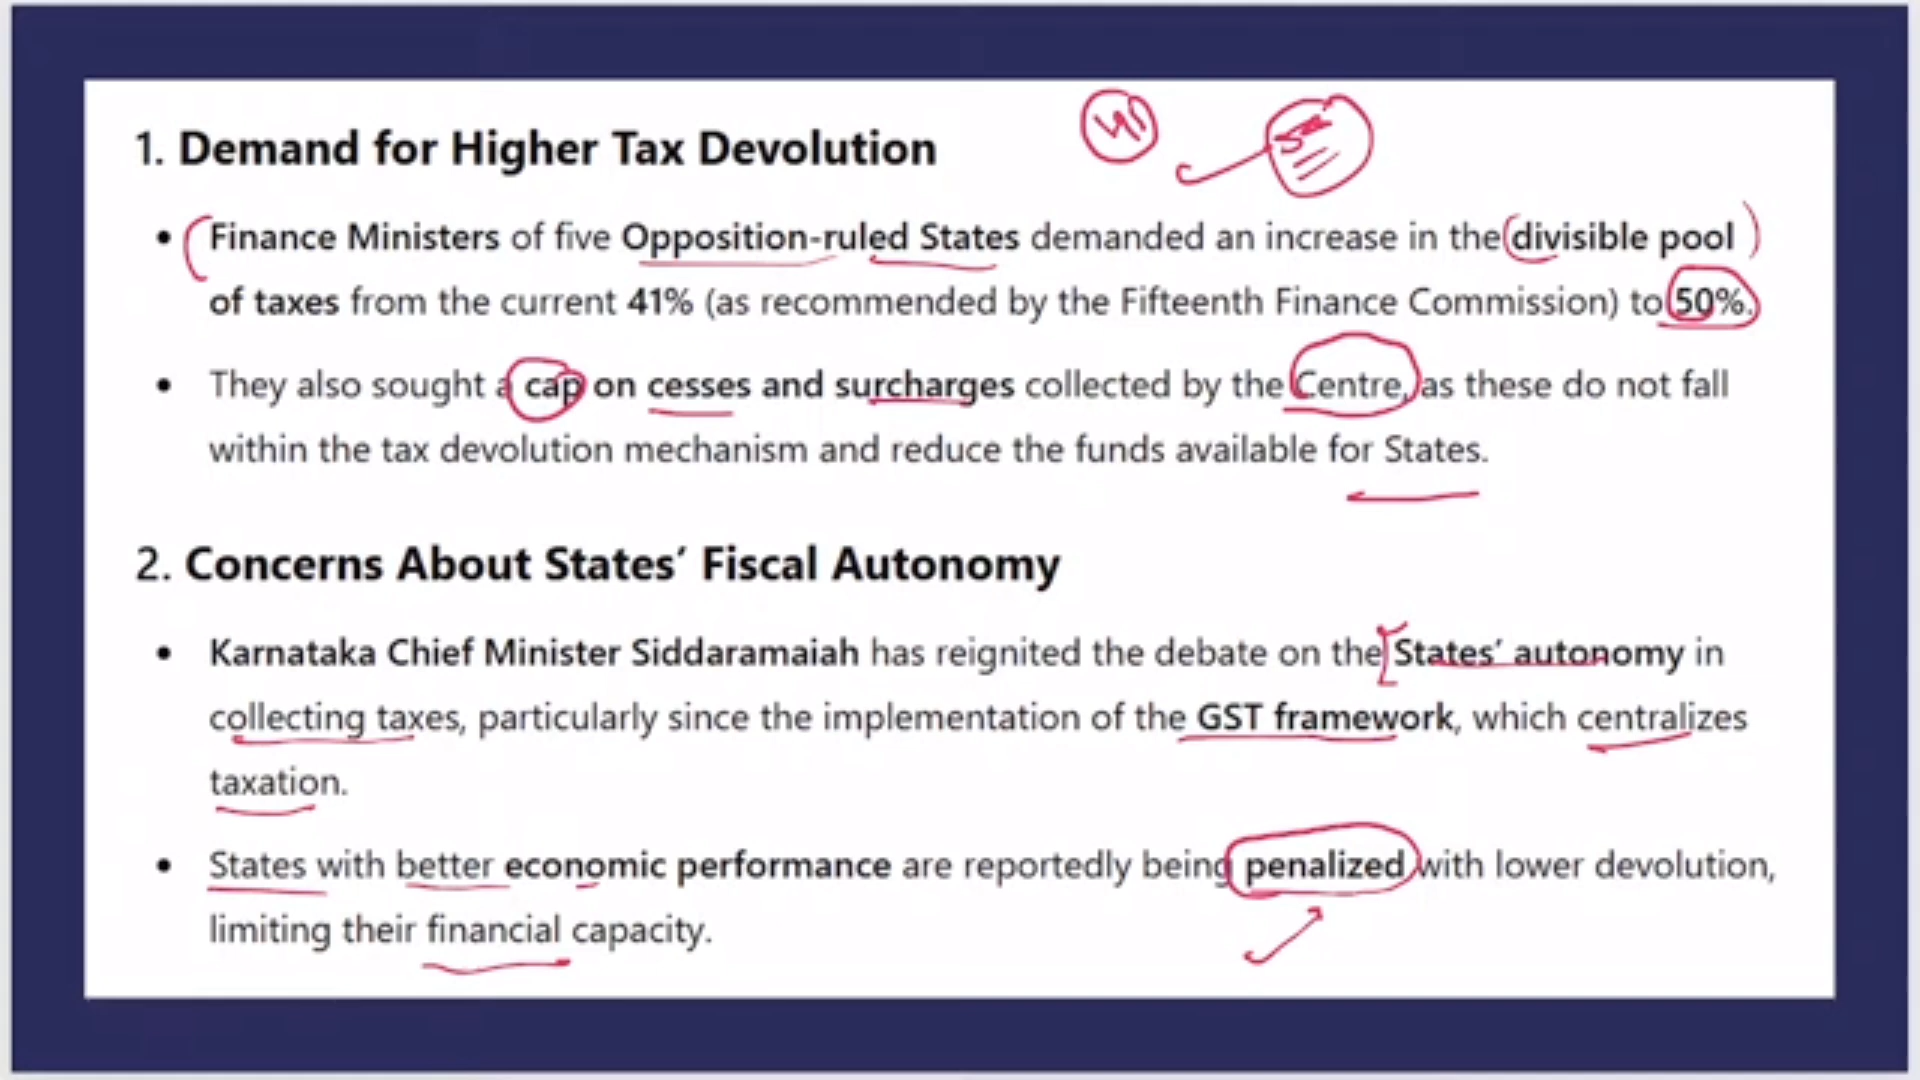 1. Demand for Higher Tax Devolution
• Finance Ministers of five Opposition-ruled States demanded an increase in the divisible pool
of taxes from the current 41% (as recommended by the Fifteenth Finance Commission) to 50%.
• They also sought a cap on cesses and surcharges collected by the Centre, as these do not fall
within the tax devolution mechanism and reduce the funds available for States.
2. Concerns About States’ Fiscal Autonomy
• Karnataka Chief Minister Siddaramaiah has reignited the debate on the States’ autonomy in
collecting taxes, particularly since the implementation of the GST framework, which centralizes
taxation.
• States with better economic performance are reportedly being penalized with lower devolution,
limiting their financial capacity.